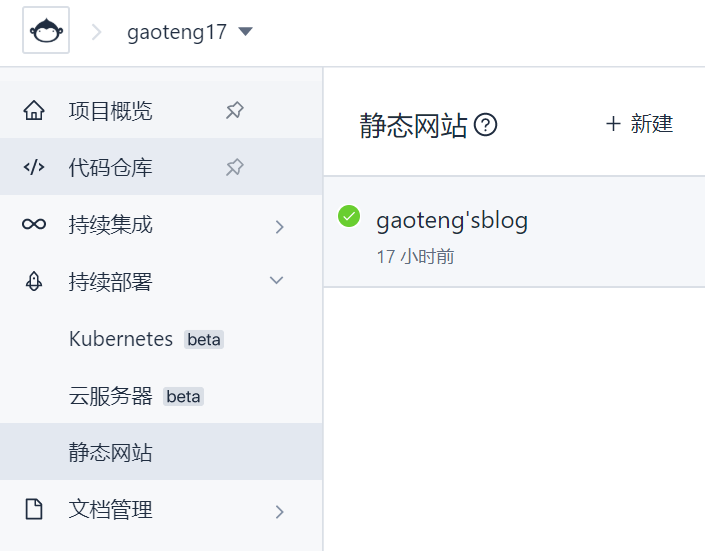 gaoteng17
项目概览
代码仓库
持续集成
持续部署
Kubernetes beta
云服务器 beta
静态网站
文档管理
静态网站 ? + 新建
gaoteng'sblog
17 小时前